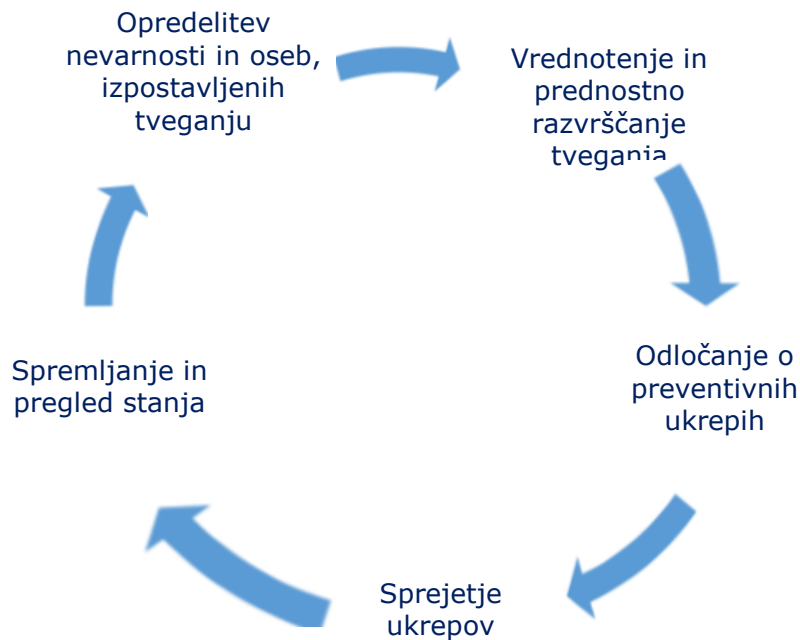 Opredelitev
nevarnosti in oseb,
izpostavljenih
tveganju
Vrednotenje in
prednostno
razvrščanje
tveganja
Odločanje o
preventivnih
ukrepih
Sprejetje
ukrepov
Spremljanje in
pregled stanja